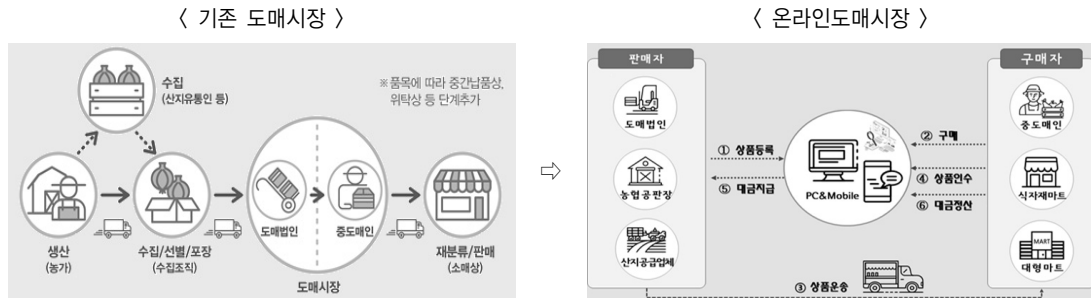 〈 기존 도매시장 〉
수집
(산지유통인 등)
※품목에 따라 중간납품상,
위탁상 등 단계추가
생산
(농가)
수집/선별/포장
(수집조직)
도매법인
중도매인
도매시장
재분류/판매
(소매상)
⇨
〈 온라인도매시장 〉
판매자
도매법인
농협공판장
산지공급업체
① 상품등록
⑤ 대금지급
PC&Mobile
② 구매
④ 상품인수
⑥ 대금정산
③ 상품운송
구매자
중도매인
식자재마트
MART
대형마트